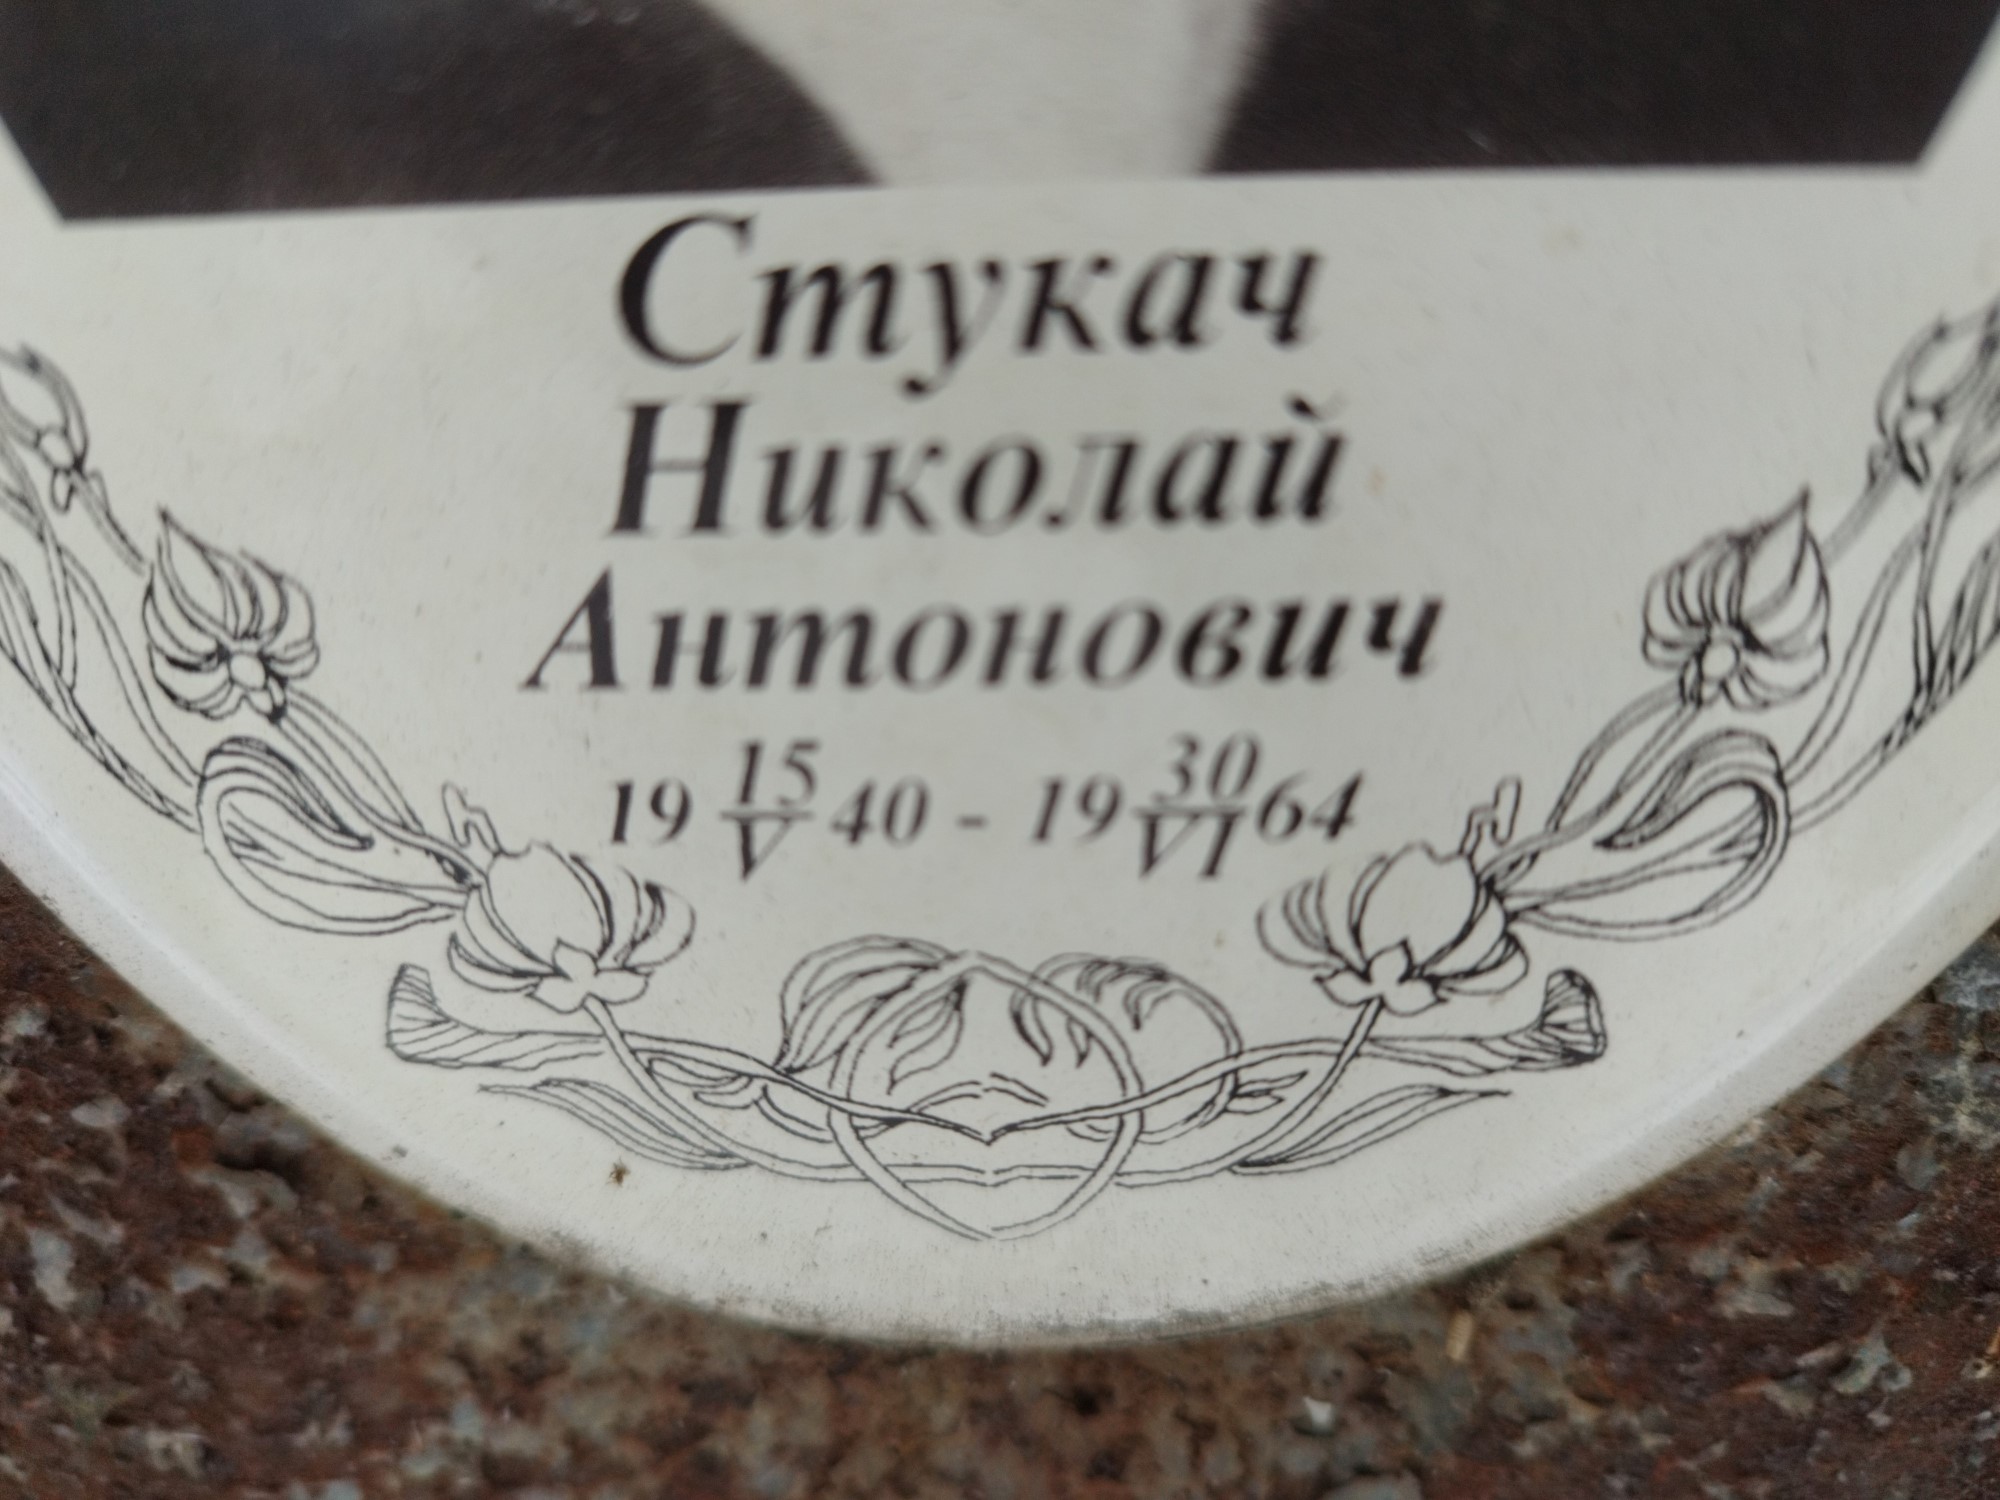 Стукач
Николай
Антонович
19 15/V 40 - 19 30/VI 64